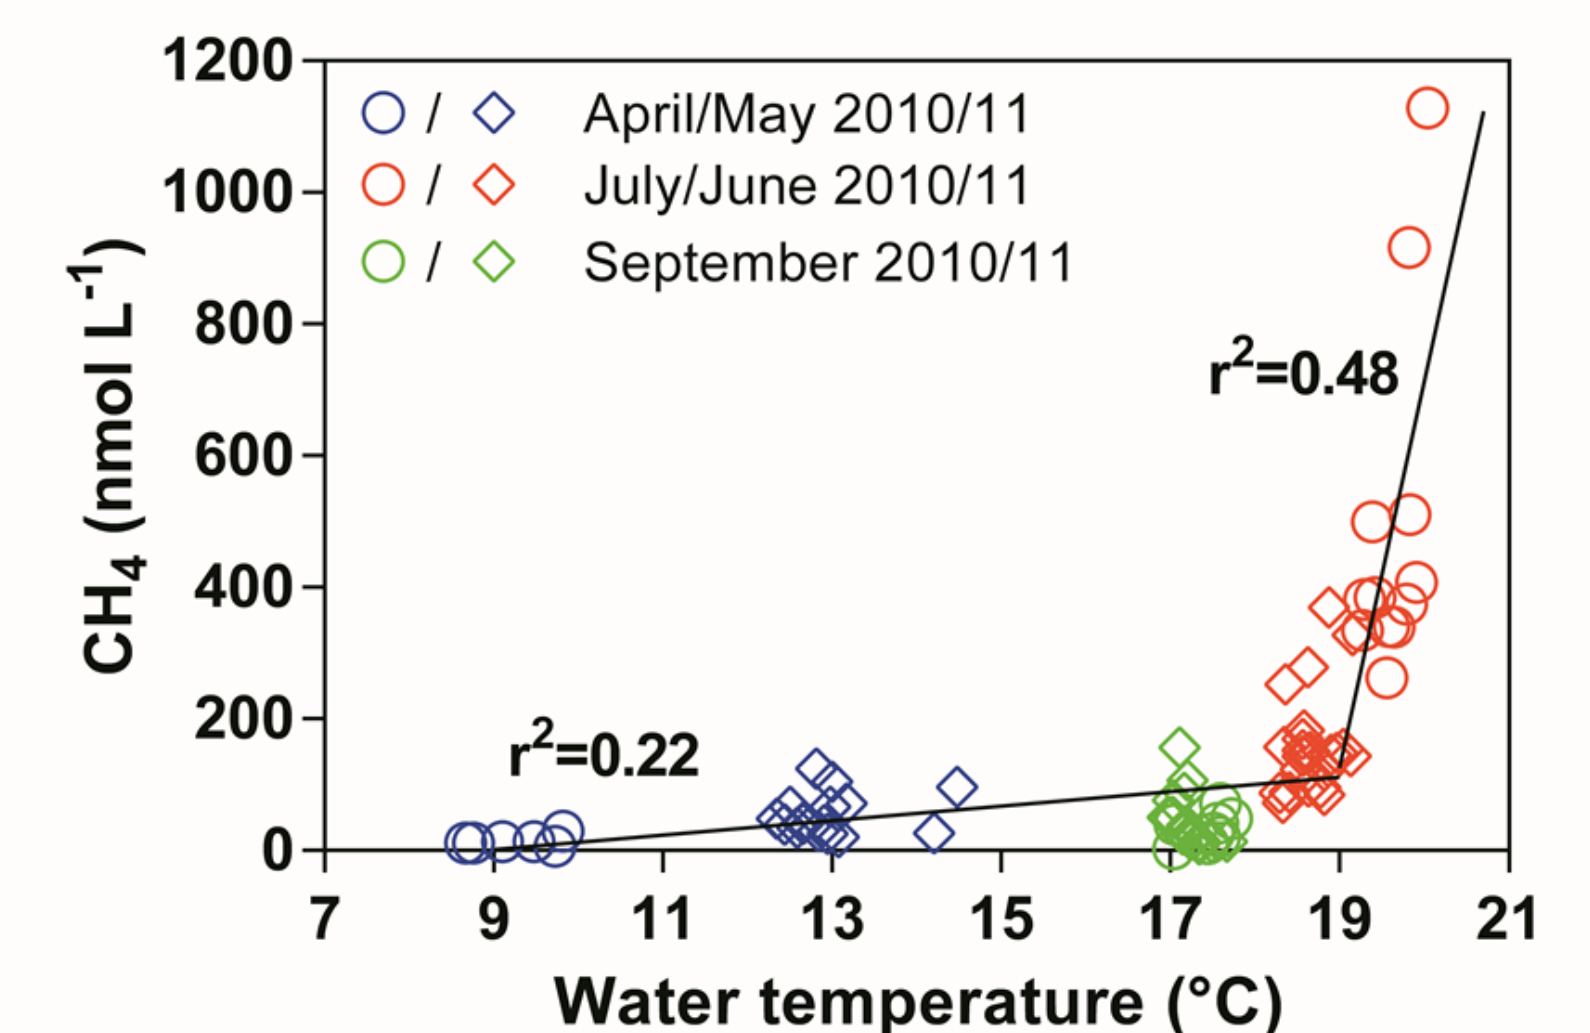 1200
1000
800
600
400
200
0
CH₄ (nmol L⁻¹)
/ April/May 2010/11
/ July/June 2010/11
/ September 2010/11
r²=0.48
r²=0.22
7 9 11 13 15 17 19 21
Water temperature (°C)